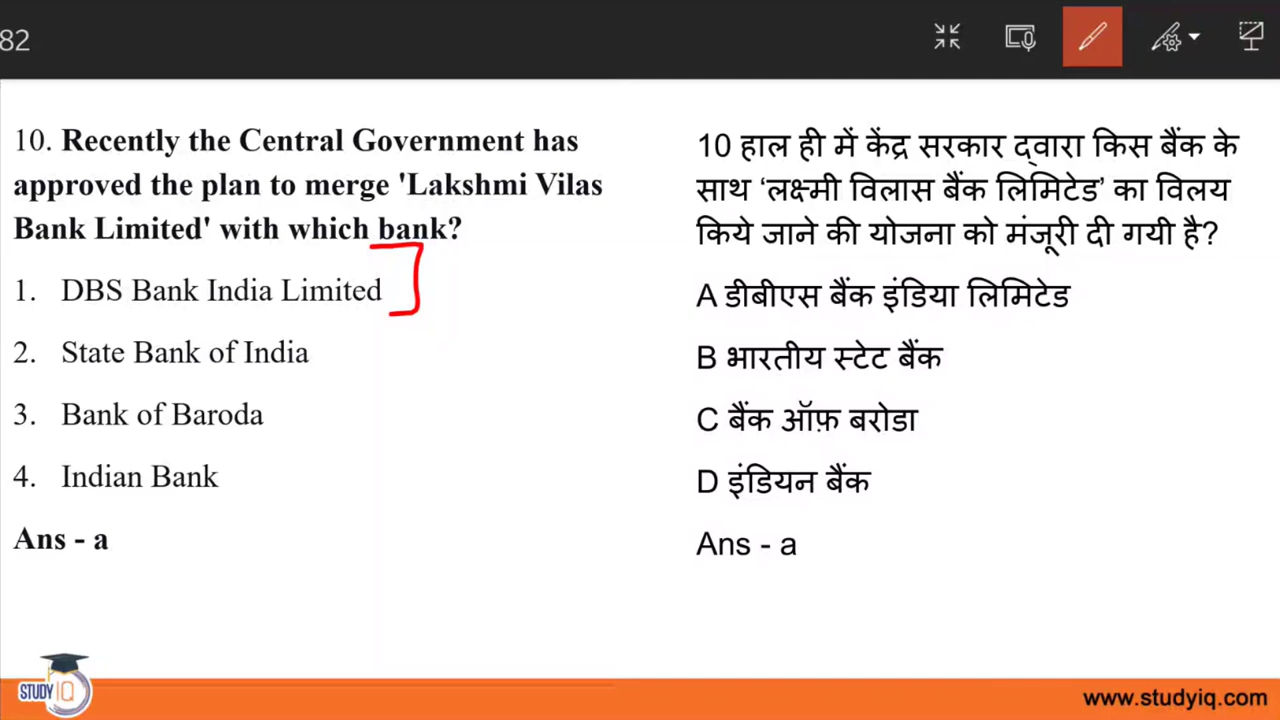 82
10. Recently the Central Government has
approved the plan to merge 'Lakshmi Vilas
Bank Limited' with which bank?
1. DBS Bank India Limited
2. State Bank of India
3. Bank of Baroda
4. Indian Bank
Ans - a
10 हाल ही में केंद्र सरकार द्वारा किस बैंक के
साथ ‘लक्ष्मी विलास बैंक लिमिटेड’ का विलय
किये जाने की योजना को मंजूरी दी गयी है?
A डीबीएस बैंक इंडिया लिमिटेड
B भारतीय स्टेट बैंक
C बैंक ऑफ़ बरोडा
D इंडियन बैंक
Ans - a
STUDY IQ
www.studyiq.com